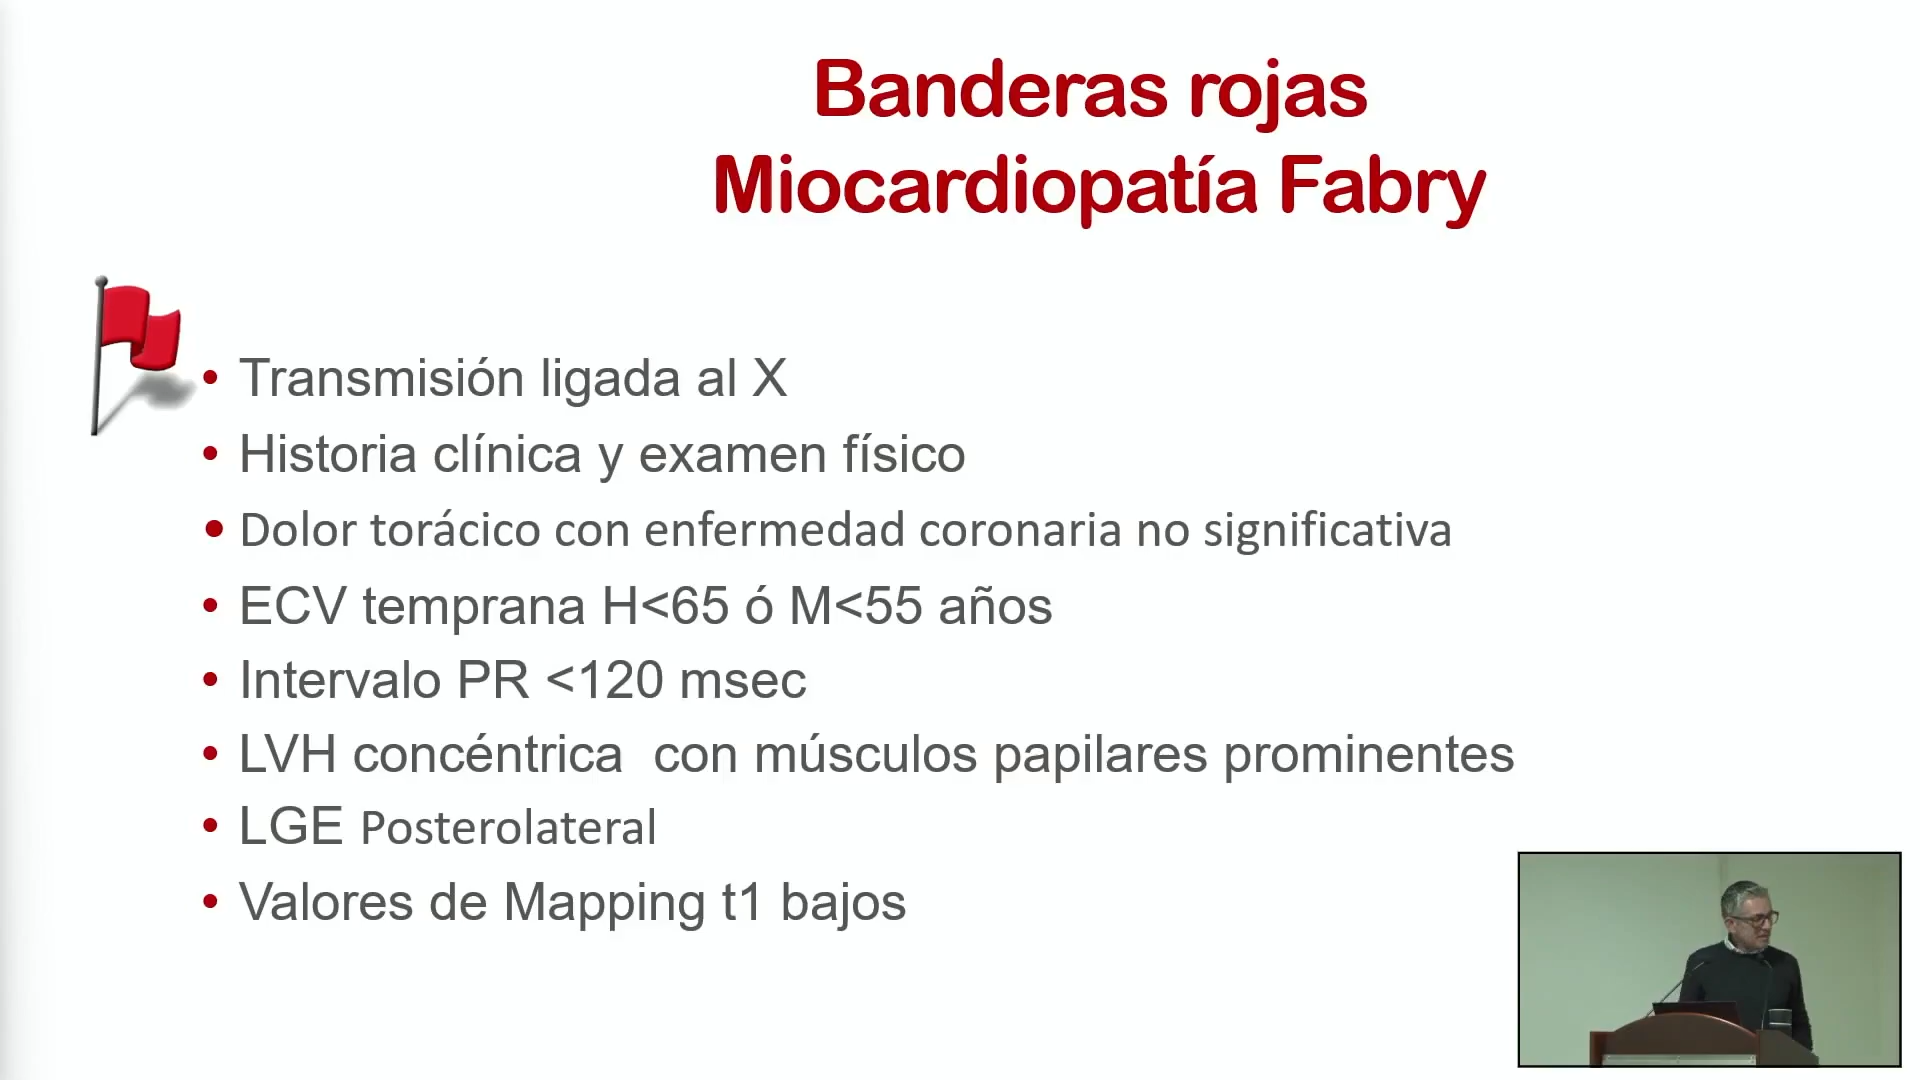 Banderas rojas
Miocardiopatía Fabry
• Transmisión ligada al X
• Historia clínica y examen físico
• Dolor torácico con enfermedad coronaria no significativa
• ECV temprana H<65 ó M<55 años
• Intervalo PR <120 msec
• LVH concéntrica  con músculos papilares prominentes
• LGE Posterolateral
• Valores de Mapping t1 bajos